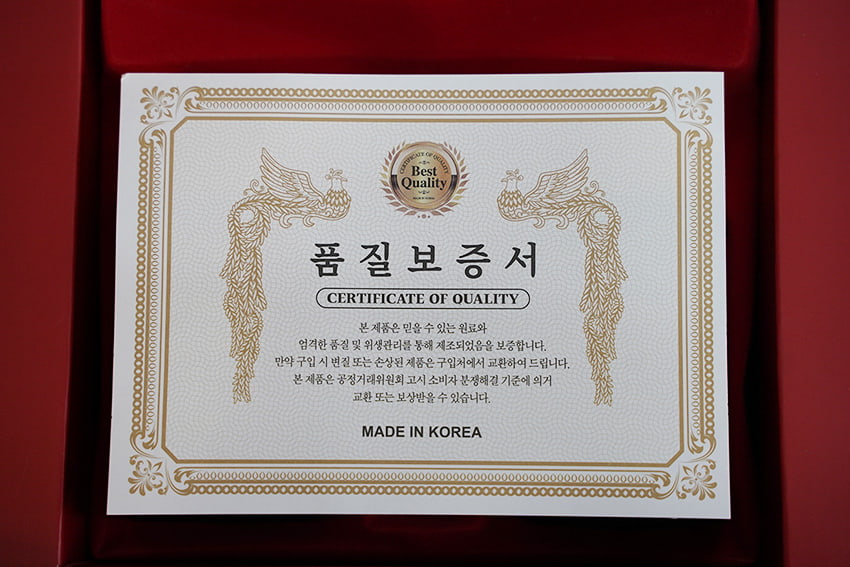 CERTIFICATE OF QUALITY
Best
Quality
MADE IN KOREA
품질보증서
CERTIFICATE OF QUALITY
본 제품은 믿을 수 있는 원료와
엄격한 품질 및 위생관리를 통해 제조되었음을 보증합니다.
만약 구입 시 변질 또는 손상된 제품은 구입처에서 교환하여 드립니다.
본 제품은 공정거래위원회 고시 소비자 분쟁해결 기준에 의거
교환 또는 보상받을 수 있습니다.
MADE IN KOREA